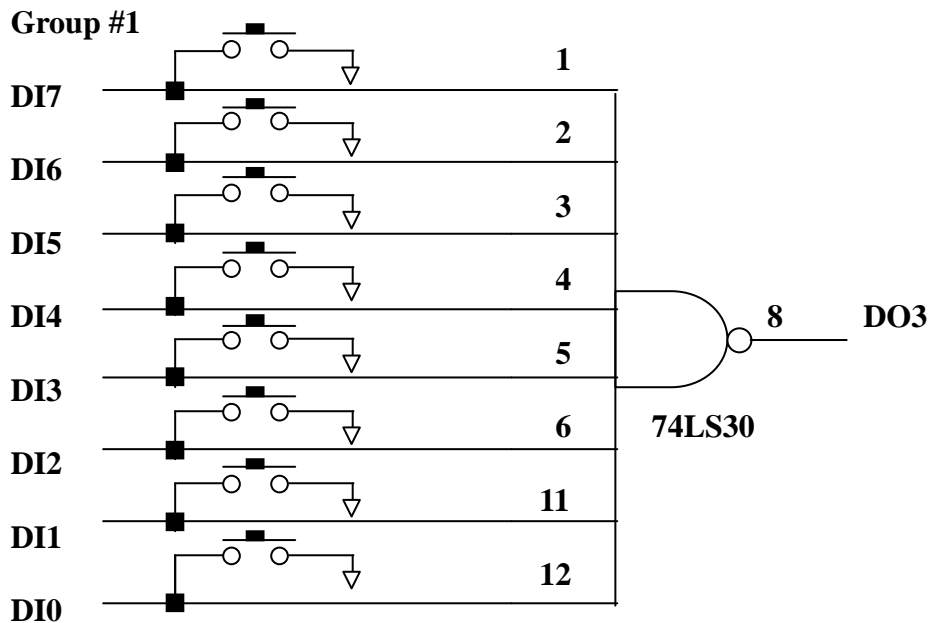 Group #1
1
DI7
2
DI6
3
DI5
4
DI4
8 DO3
5
DI3
6 74LS30
DI2
11
DI1
12
DI0